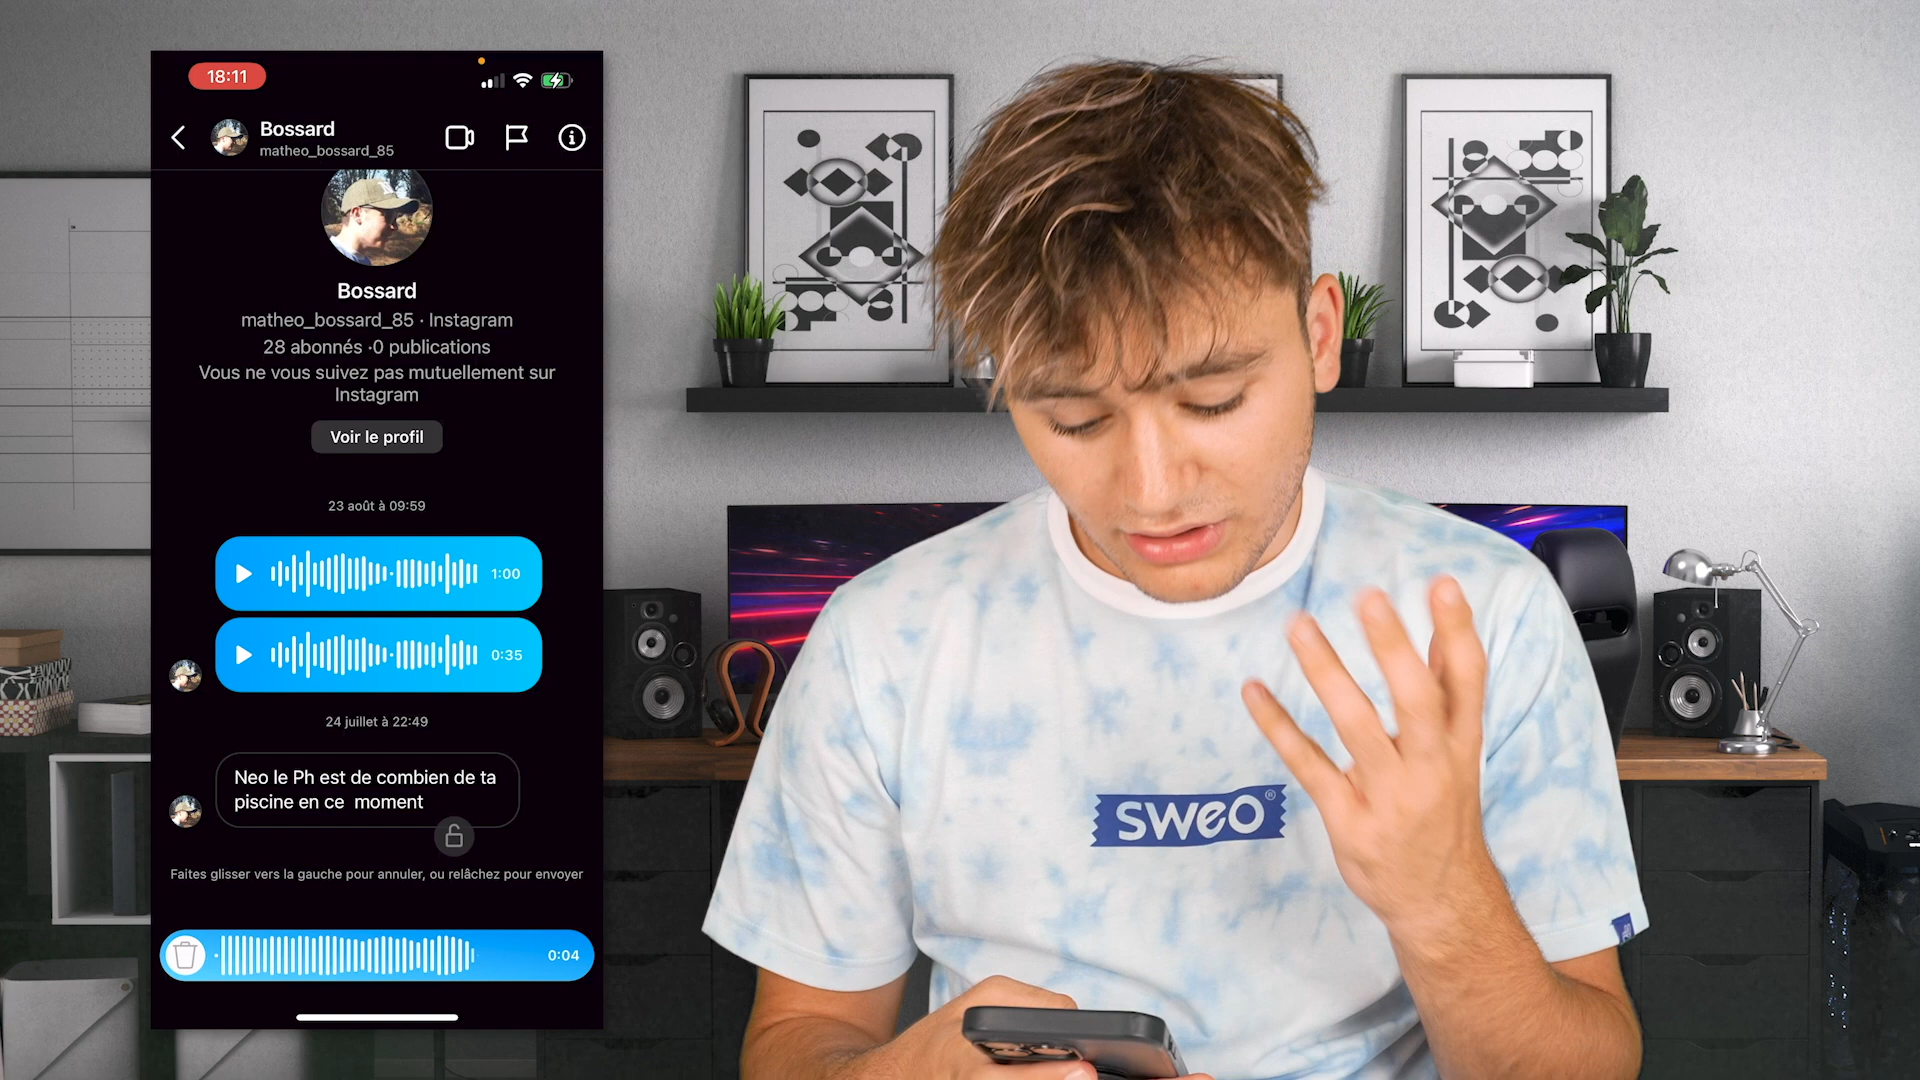 18:11
Bossard
matheo_bossard_85
Bossard
matheo_bossard_85 · Instagram
28 abonnés ·0 publications
Vous ne vous suivez pas mutuellement sur
Instagram
Voir le profil
23 août à 09:59
1:00
0:35
24 juillet à 22:49
Neo le Ph est de combien de ta
piscine en ce moment
Faites glisser vers la gauche pour annuler, ou relâchez pour envoyer
0:04
sweo®